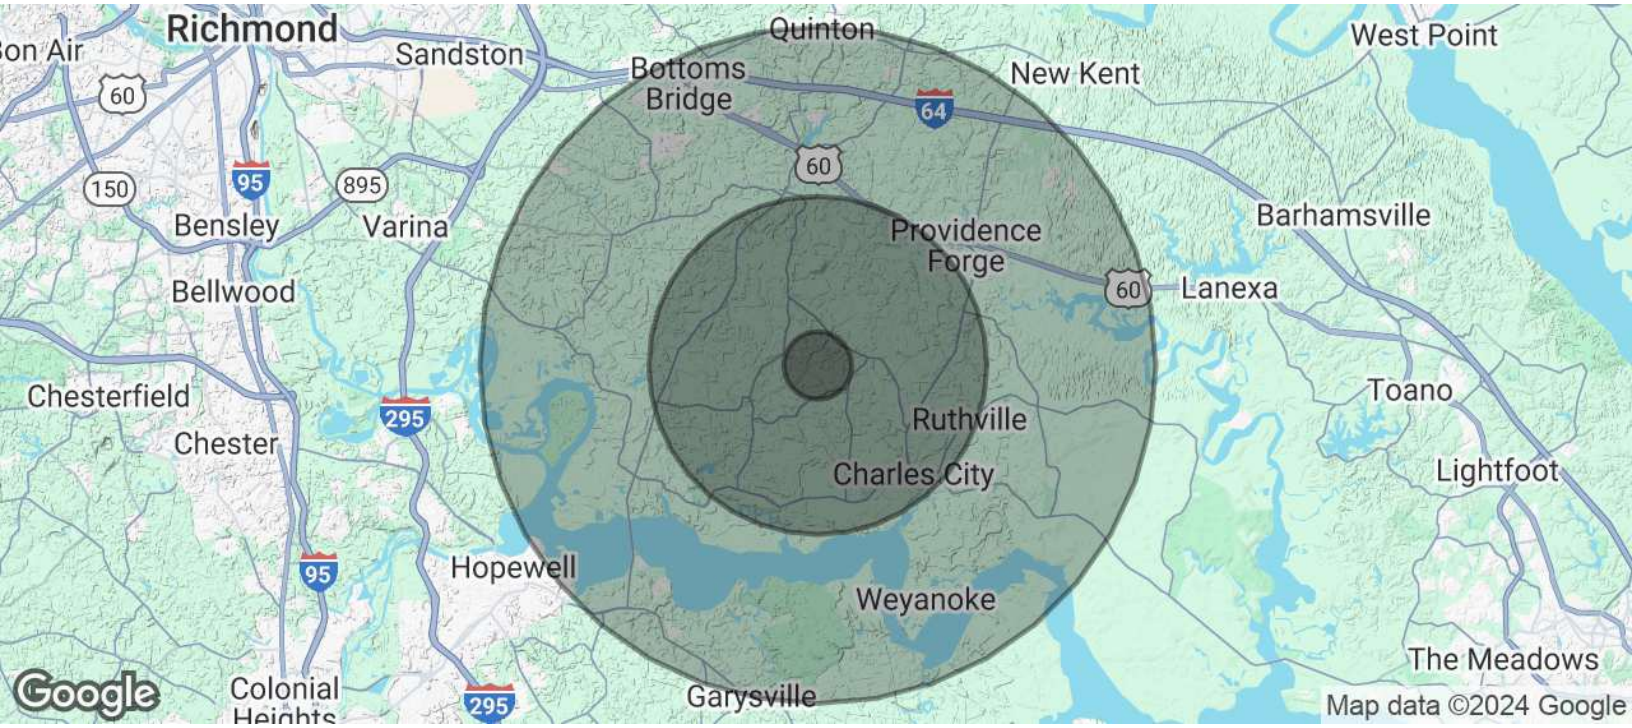 Richmond
Quinton
West Point
Bon Air
Sandston
Bottoms
Bridge
New Kent
60
64
60
95
150
895
Bensley
Varina
Providence
Forge
Barhamsville
Bellwood
60
Lanexa
Chesterfield
295
Toano
Chester
Ruthville
Charles City
Lightfoot
95
Hopewell
Weyanoke
The Meadows
Google
Colonial
Heights
295
Garysville
Map data ©2024 Google